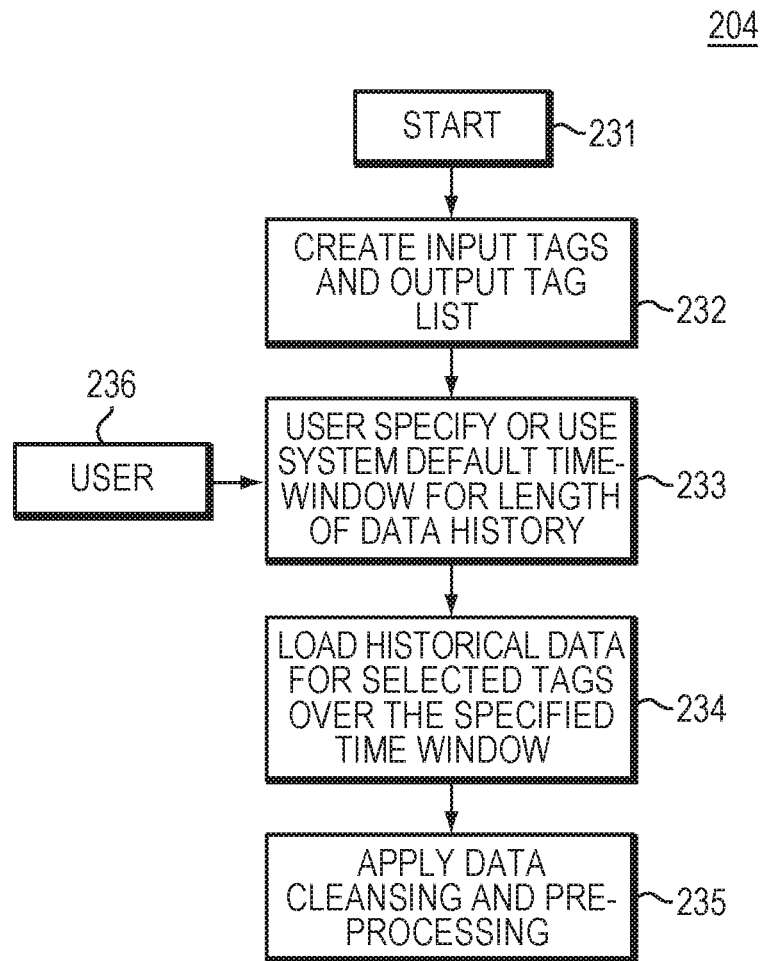 204
START
231
CREATE INPUT TAGS
AND OUTPUT TAG
LIST
232
236
USER
USER SPECIFY OR USE
SYSTEM DEFAULT TIME-
WINDOW FOR LENGTH
OF DATA HISTORY
233
LOAD HISTORICAL DATA
FOR SELECTED TAGS
OVER THE SPECIFIED
TIME WINDOW
234
APPLY DATA
CLEANSING AND PRE-
PROCESSING
235